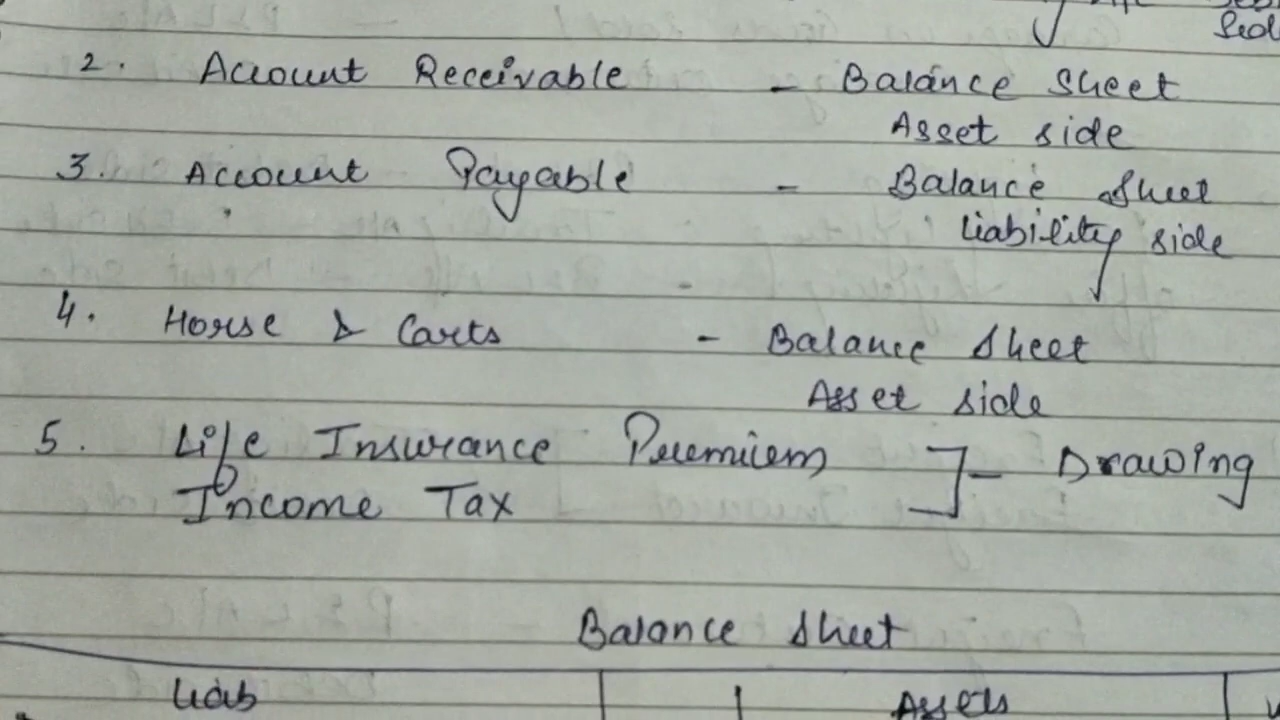 2. Account Receivable - Balance Sheet
Asset side
3. Account Payable - Balance Sheet
liability side
4. Horse & Carts - Balance Sheet
Asset side
5. Life Insurance Premium ]- Drawing
Income Tax
Balance Sheet
Liab Assets